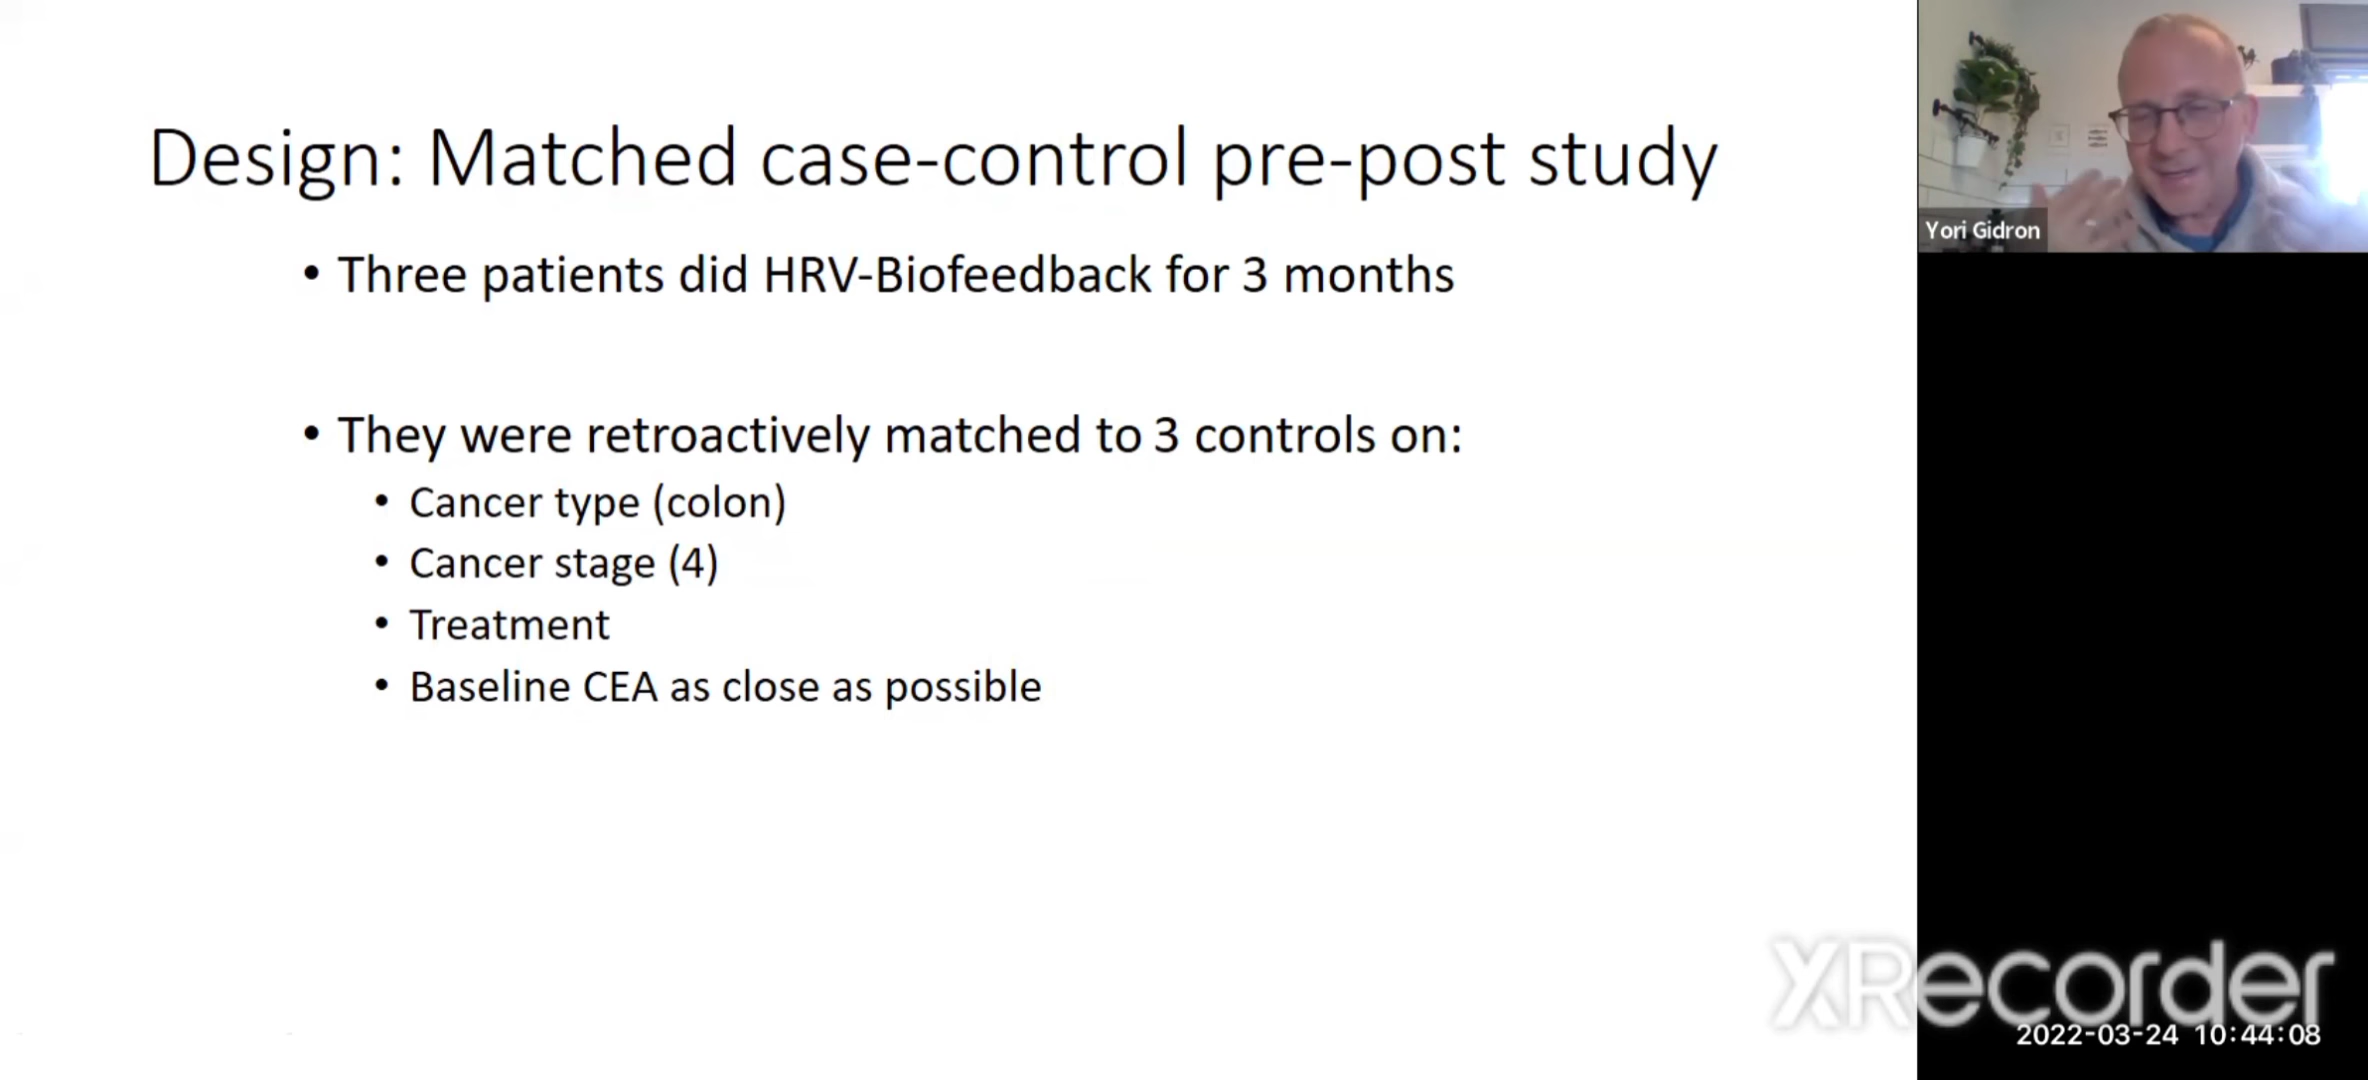 Design: Matched case-control pre-post study
• Three patients did HRV-Biofeedback for 3 months
• They were retroactively matched to 3 controls on:
• Cancer type (colon)
• Cancer stage (4)
• Treatment
• Baseline CEA as close as possible
Yori Gidron
XRecorder
2022-03-24 10:44:08